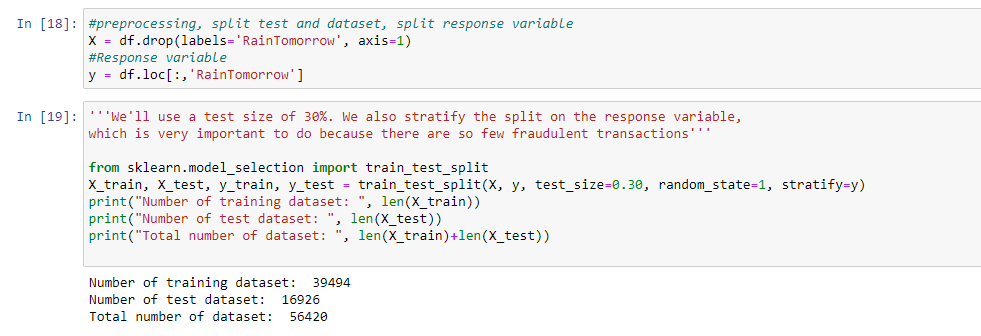 In [18]: #preprocessing, split test and dataset, split response variable
X = df.drop(labels='RainTomorrow', axis=1)
#Response variable
y = df.loc[:,'RainTomorrow']
In [19]: '''We'll use a test size of 30%. We also stratify the split on the response variable,
which is very important to do because there are so few fraudulent transactions'''
from sklearn.model_selection import train_test_split
X_train, X_test, y_train, y_test = train_test_split(X, y, test_size=0.30, random_state=1, stratify=y)
print("Number of training dataset: ", len(X_train))
print("Number of test dataset: ", len(X_test))
print("Total number of dataset: ", len(X_train)+len(X_test))
Number of training dataset:  39494
Number of test dataset:  16926
Total number of dataset:  56420